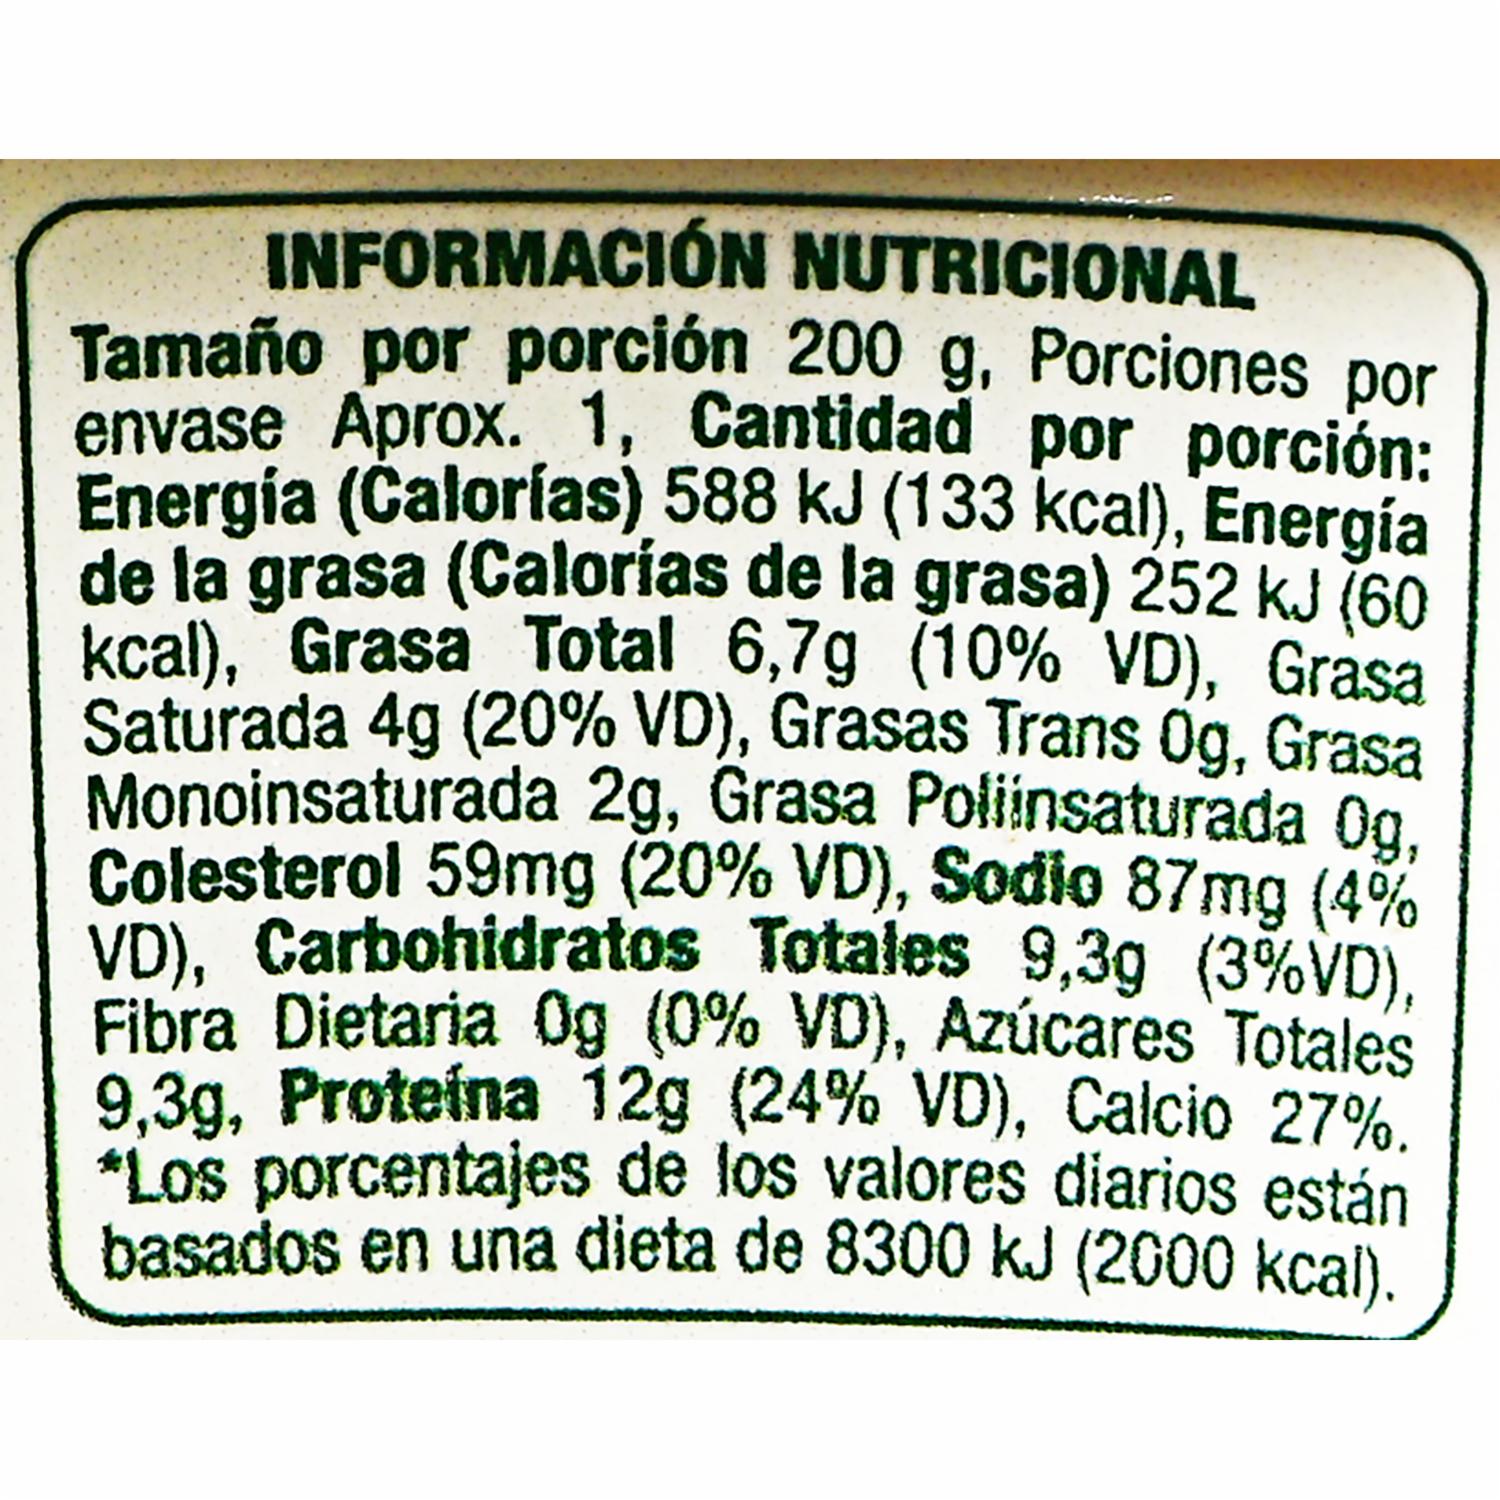 INFORMACIÓN NUTRICIONAL
Tamaño por porción 200 g, Porciones por
envase Aprox. 1, Cantidad por porción:
Energía (Calorías) 588 kJ (133 kcal), Energía
de la grasa (Calorías de la grasa) 252 kJ (60
kcal), Grasa Total 6,7g (10% VD), Grasa
Saturada 4g (20% VD), Grasas Trans 0g, Grasa
Monoinsaturada 2g, Grasa Poliinsaturada 0g,
Colesterol 59mg (20% VD), Sodio 87mg (4%
VD), Carbohidratos Totales 9,3g (3%VD),
Fibra Dietaria 0g (0% VD), Azúcares Totales
9,3g, Proteína 12g (24% VD), Calcio 27%.
*Los porcentajes de los valores diarios están
basados en una dieta de 8300 kJ (2000 kcal).